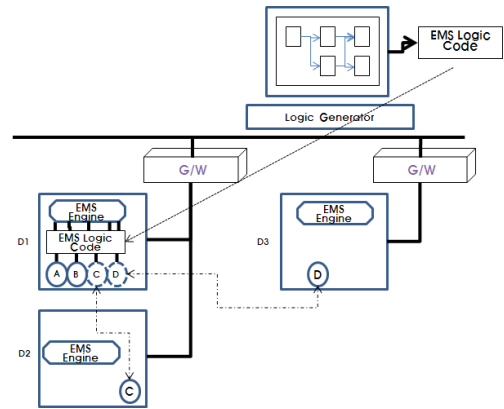 EMS Logic
Code
Logic Generator
G/W
G/W
D1
EMS
Engine
EMS Logic
Code
A
B
C
D
D3
EMS
Engine
D
D2
EMS
Engine
C